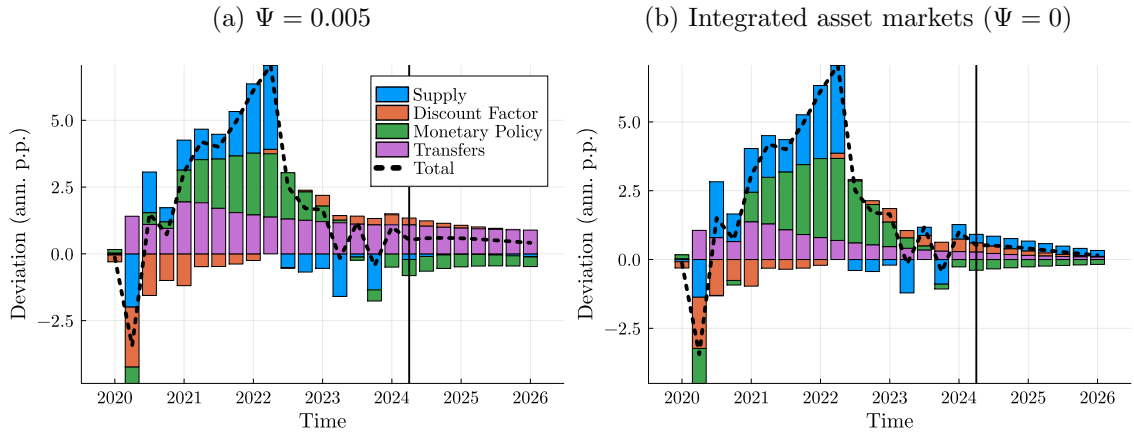 (a) Ψ = 0.005
Deviation (ann. p.p.)
5.0
2.5
0.0
−2.5
Supply
Discount Factor
Monetary Policy
Transfers
Total
2020 2021 2022 2023 2024 2025 2026
Time
(b) Integrated asset markets (Ψ = 0)
Deviation (ann. p.p.)
5.0
2.5
0.0
−2.5
2020 2021 2022 2023 2024 2025 2026
Time